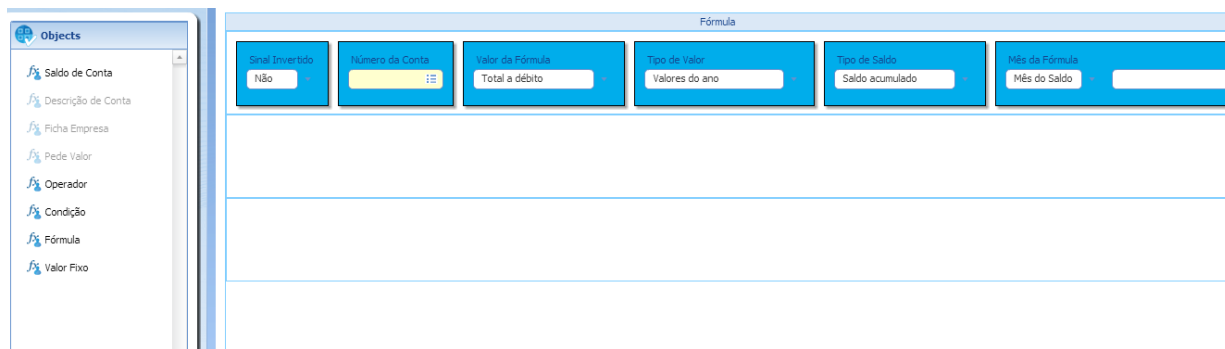 Objects
Saldo de Conta
Descrição de Conta
Ficha Empresa
Pede Valor
Operador
Condição
Fórmula
Valor Fixo
Fórmula
Sinal Invertido
Não
Número da Conta
Valor da Fórmula
Total a débito
Tipo de Valor
Valores do ano
Tipo de Saldo
Saldo acumulado
Mês da Fórmula
Mês do Saldo